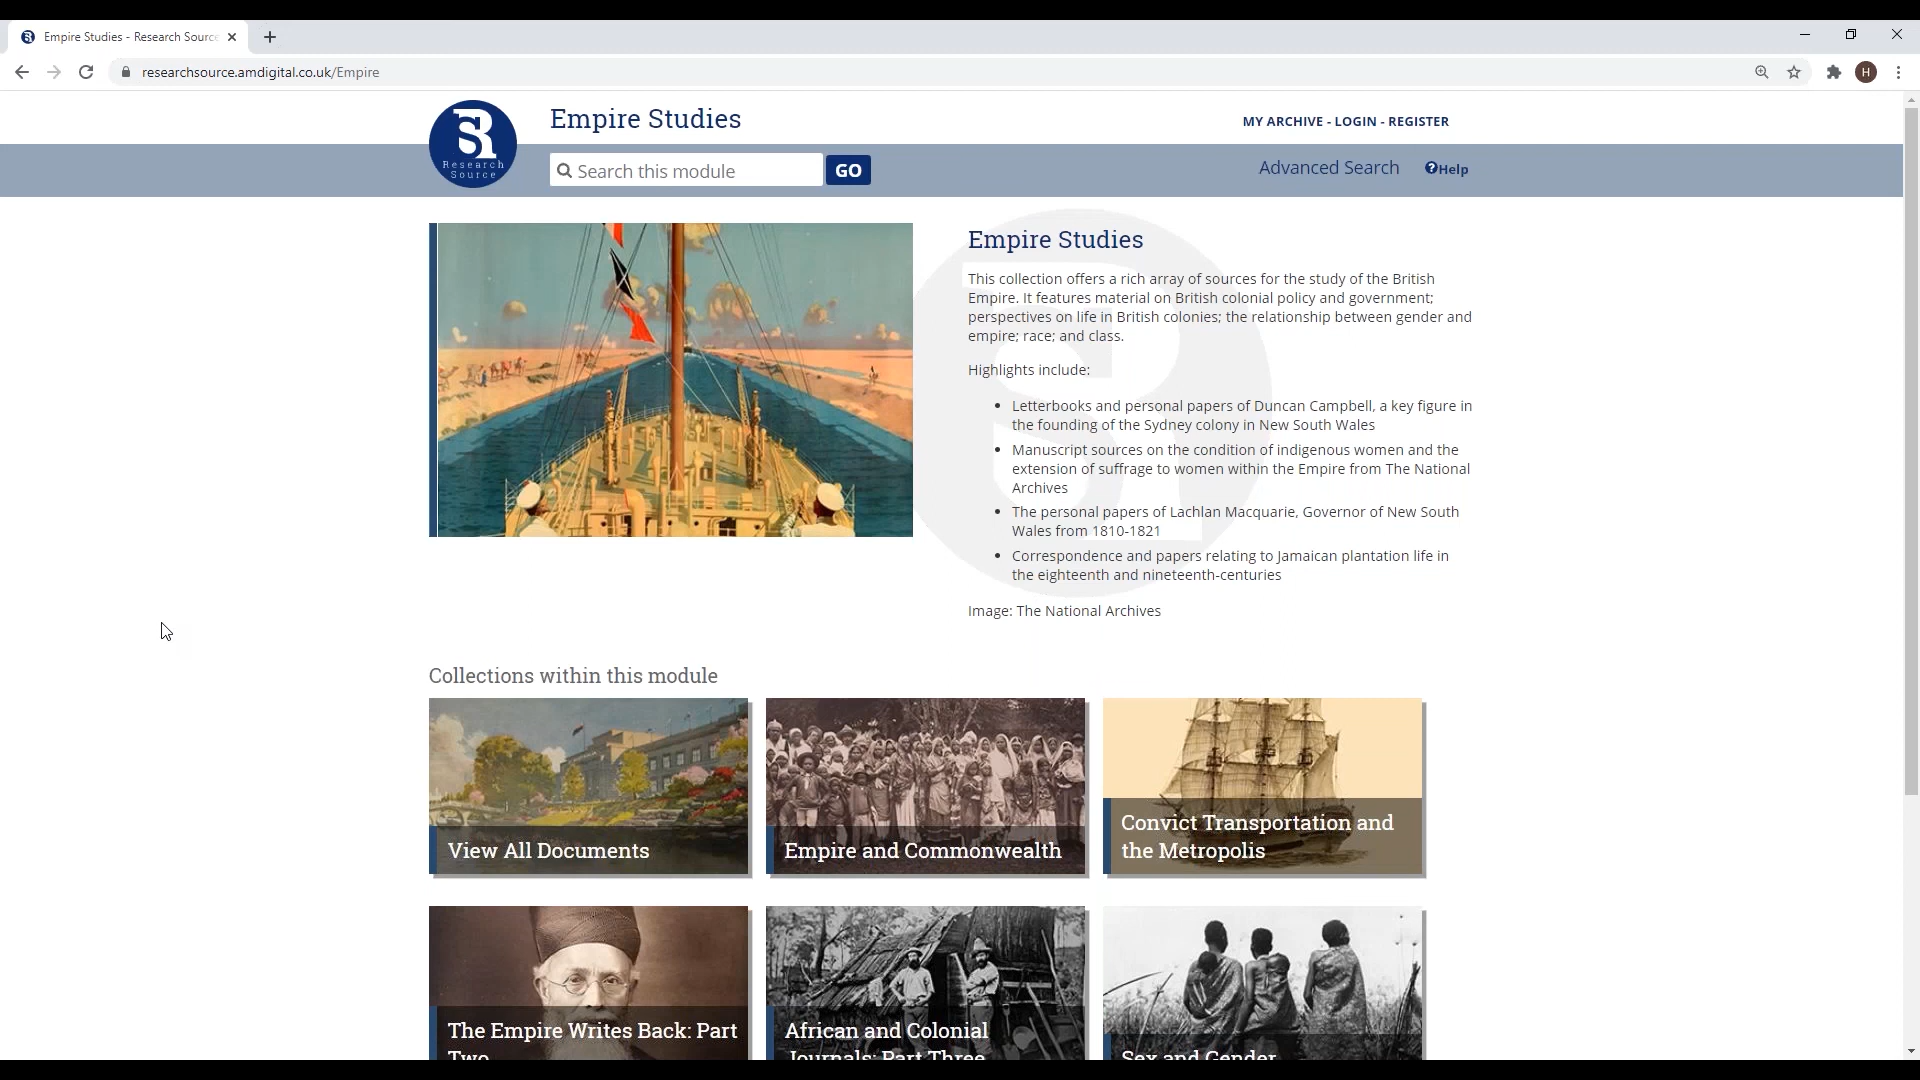 Empire Studies - Research Source
researchsource.amdigital.co.uk/Empire
H
SR
Research
Source
Empire Studies
MY ARCHIVE - LOGIN - REGISTER
Search this module
GO
Advanced Search
?Help
Empire Studies
This collection offers a rich array of sources for the study of the British
Empire. It features material on British colonial policy and government;
perspectives on life in British colonies; the relationship between gender and
empire; race; and class.
Highlights include:
• Letterbooks and personal papers of Duncan Campbell, a key figure in
the founding of the Sydney colony in New South Wales
• Manuscript sources on the condition of indigenous women and the
extension of suffrage to women within the Empire from The National
Archives
• The personal papers of Lachlan Macquarie, Governor of New South
Wales from 1810-1821
• Correspondence and papers relating to Jamaican plantation life in
the eighteenth and nineteenth-centuries
Image: The National Archives
Collections within this module
View All Documents
Empire and Commonwealth
Convict Transportation and
the Metropolis
The Empire Writes Back: Part
Two
African and Colonial
Journals: Part Three
Sex and Gender